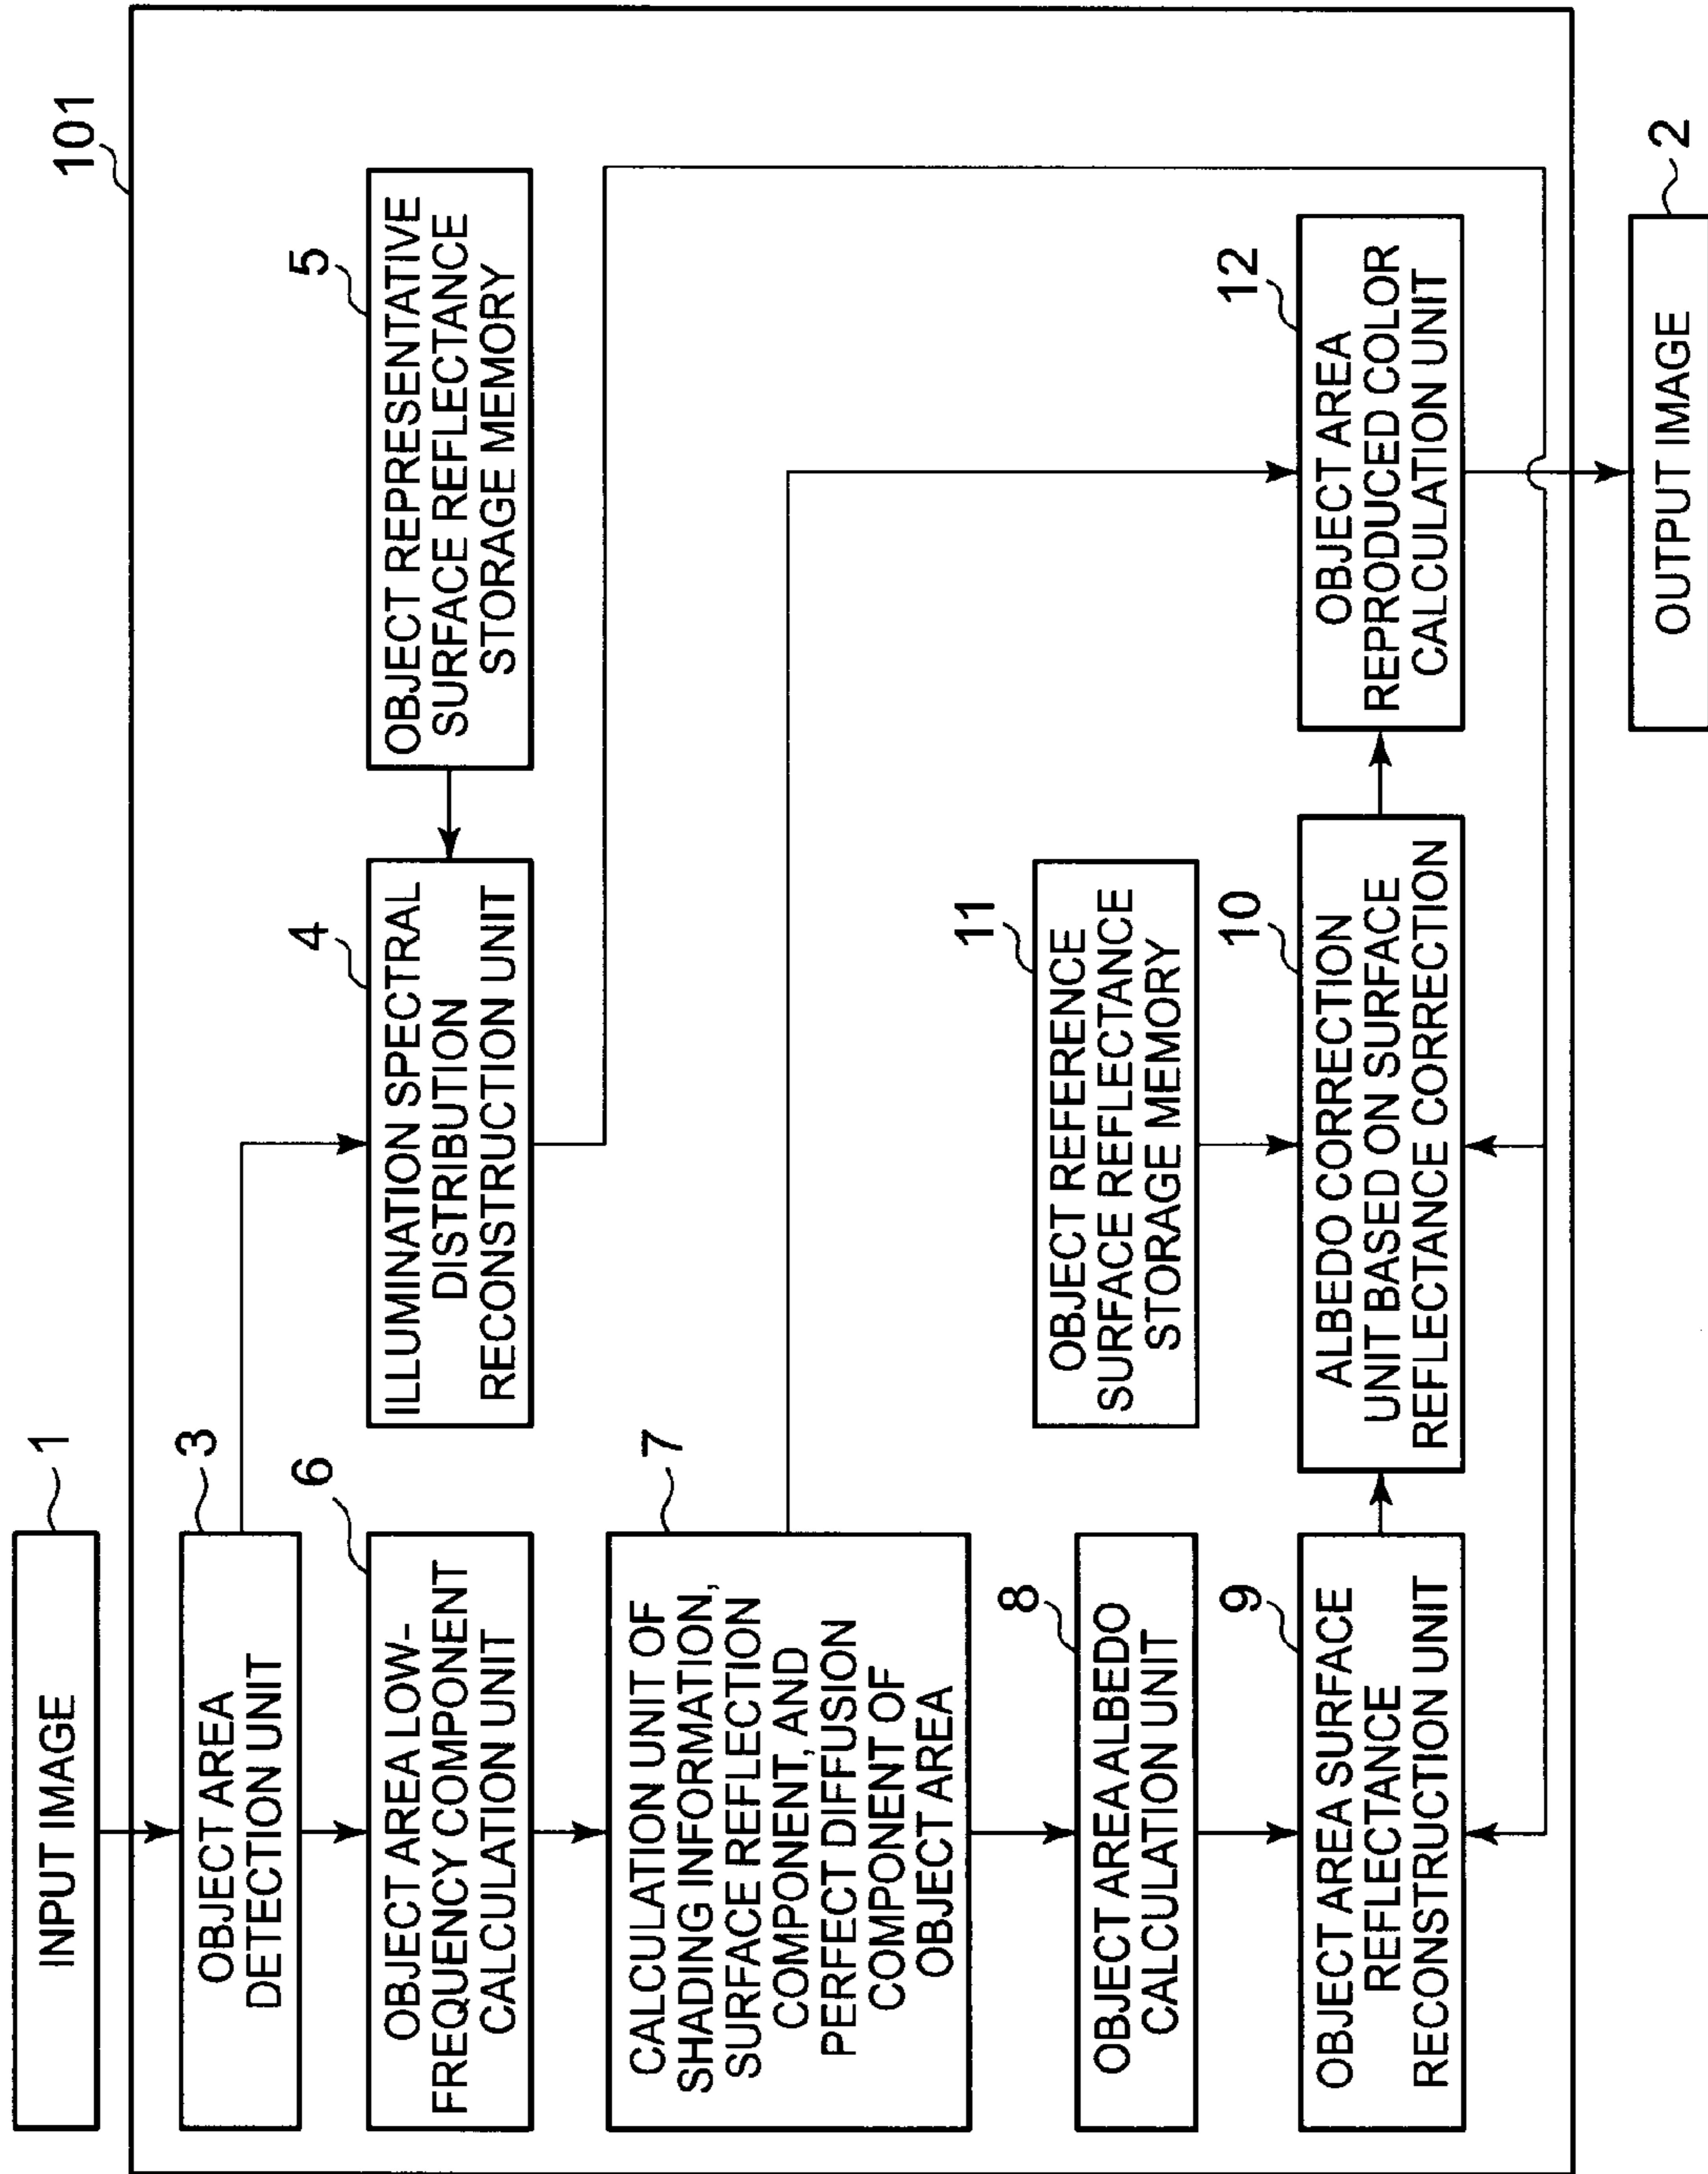 101
INPUT IMAGE
1
OBJECT AREA
DETECTION UNIT
3
OBJECT AREA LOW-
FREQUENCY COMPONENT
CALCULATION UNIT
6
ILLUMINATION SPECTRAL
DISTRIBUTION
RECONSTRUCTION UNIT
4
OBJECT REPRESENTATIVE
SURFACE REFLECTANCE
STORAGE MEMORY
5
CALCULATION UNIT OF
SHADING INFORMATION,
SURFACE REFLECTION
COMPONENT, AND
PERFECT DIFFUSION
COMPONENT OF
OBJECT AREA
7
OBJECT AREA ALBEDO
CALCULATION UNIT
8
OBJECT REFERENCE
SURFACE REFLECTANCE
STORAGE MEMORY
11
OBJECT AREA SURFACE
REFLECTANCE
RECONSTRUCTION UNIT
9
ALBEDO CORRECTION
UNIT BASED ON SURFACE
REFLECTANCE CORRECTION
10
OBJECT AREA
REPRODUCED COLOR
CALCULATION UNIT
12
OUTPUT IMAGE
2